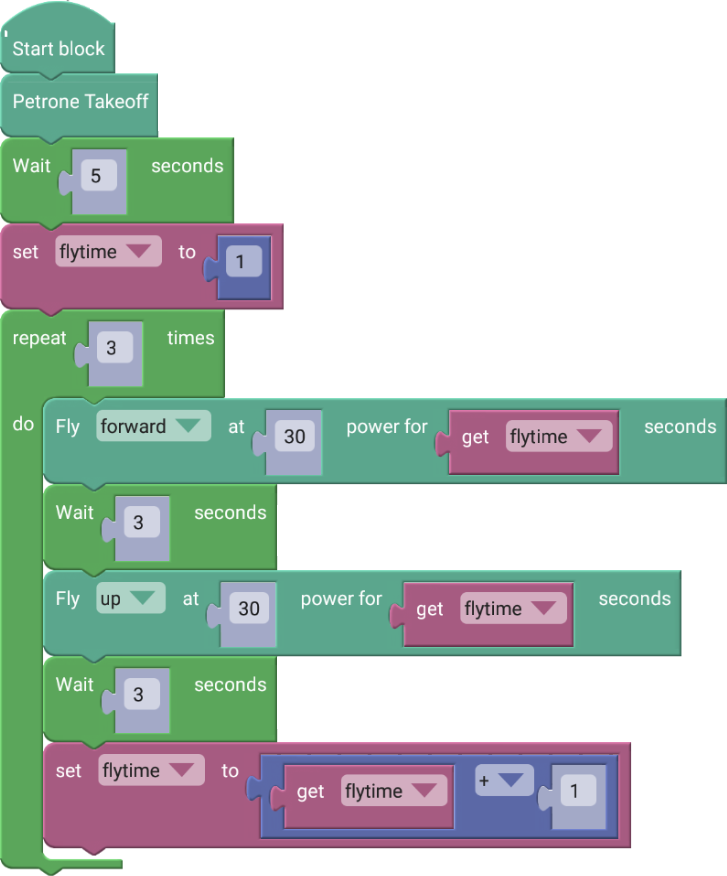 Start block
Petrone Takeoff
Wait 5 seconds
set flytime to 1
repeat 3 times
do Fly forward at 30 power for get flytime seconds
Wait 3 seconds
Fly up at 30 power for get flytime seconds
Wait 3 seconds
set flytime to get flytime + 1